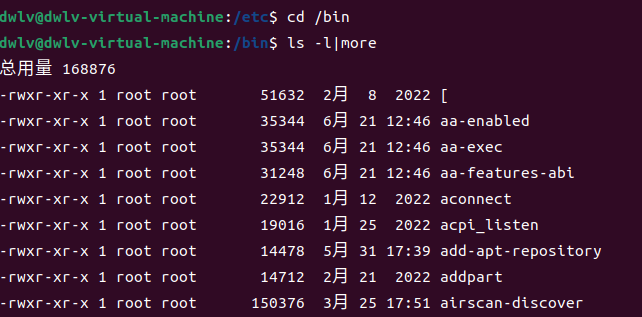 dwlv@dwlv-virtual-machine:/etc$ cd /bin
dwlv@dwlv-virtual-machine:/bin$ ls -l|more
总用量 168876
-rwxr-xr-x 1 root root      51632  2月  8  2022 [
-rwxr-xr-x 1 root root      35344  6月 21 12:46 aa-enabled
-rwxr-xr-x 1 root root      35344  6月 21 12:46 aa-exec
-rwxr-xr-x 1 root root      31248  6月 21 12:46 aa-features-abi
-rwxr-xr-x 1 root root      22912  1月 12  2022 aconnect
-rwxr-xr-x 1 root root      19016  1月 25  2022 acpi_listen
-rwxr-xr-x 1 root root      14478  5月 31 17:39 add-apt-repository
-rwxr-xr-x 1 root root      14712  2月 21  2022 addpart
-rwxr-xr-x 1 root root     150376  3月 25 17:51 airscan-discover